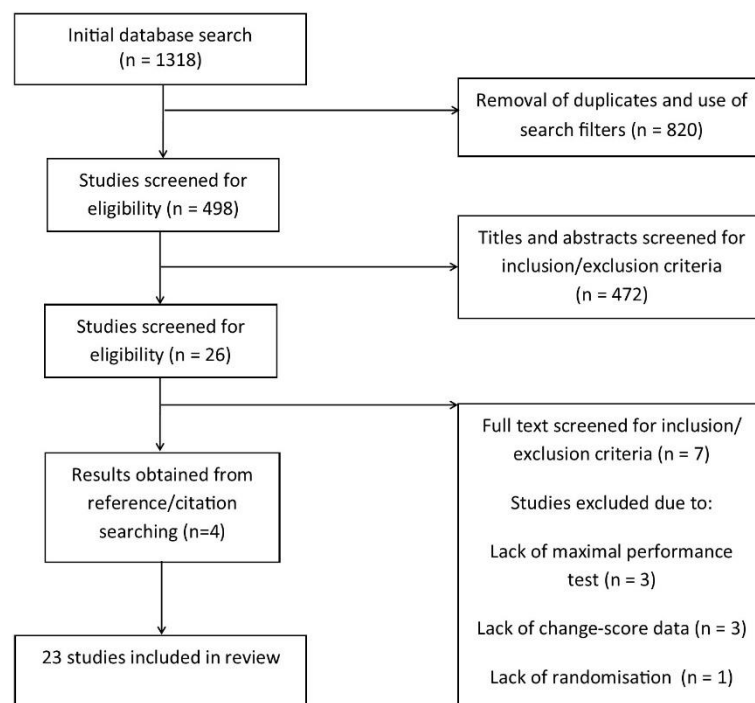 Initial database search
(n = 1318)
Removal of duplicates and use of
search filters (n = 820)
Studies screened for
eligibility (n = 498)
Titles and abstracts screened for
inclusion/exclusion criteria
(n = 472)
Studies screened for
eligibility (n = 26)
Full text screened for inclusion/
exclusion criteria (n = 7)
Studies excluded due to:
Lack of maximal performance
test (n = 3)
Lack of change-score data (n = 3)
Lack of randomisation (n = 1)
Results obtained from
reference/citation
searching (n=4)
23 studies included in review